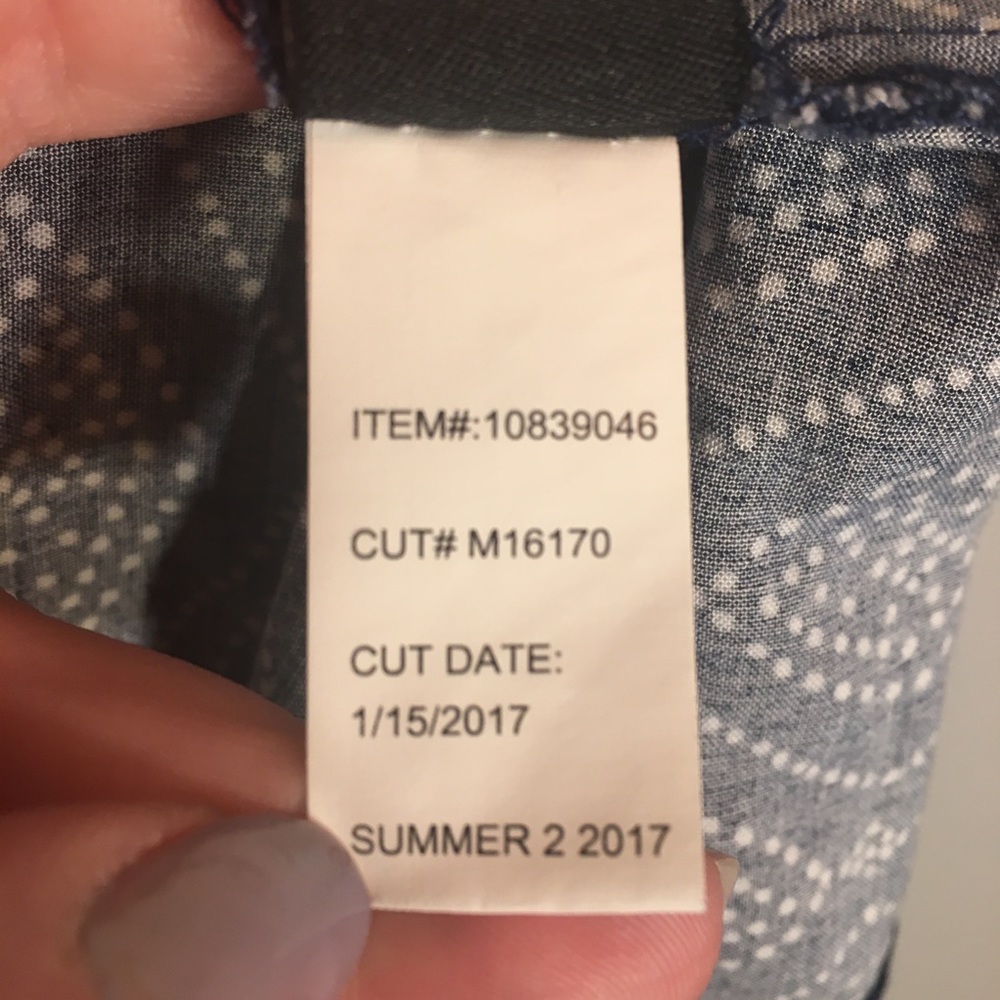 ITEM#:10839046
CUT# M16170
CUT DATE:
1/15/2017
SUMMER 2 2017